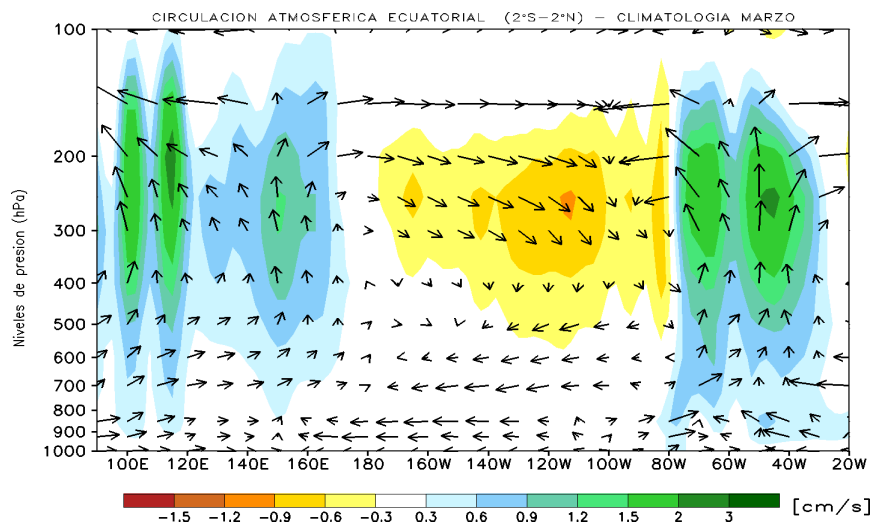 CIRCULACION ATMOSFERICA ECUATORIAL (2°S–2°N) – CLIMATOLOGIA MARZO
Niveles de presion (hPa)
100
200
300
400
500
600
700
800
900
1000
100E 120E 140E 160E 180 160W 140W 120W 100W 80W 60W 40W 20W
−1.5 −1.2 −0.9 −0.6 −0.3 0.3 0.6 0.9 1.2 1.5 2 3 [cm/s]